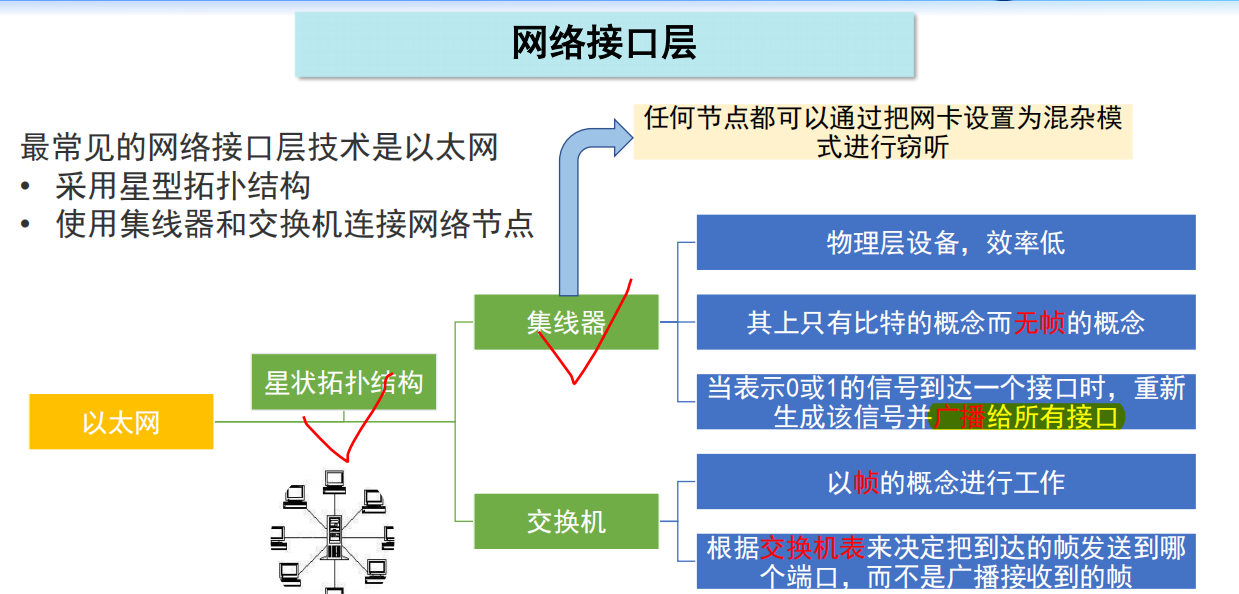 网络接口层
任何节点都可以通过把网卡设置为混杂模
式进行窃听
最常见的网络接口层技术是以太网
• 采用星型拓扑结构
• 使用集线器和交换机连接网络节点
物理层设备，效率低
集线器
其上只有比特的概念而无帧的概念
星状拓扑结构
当表示0或1的信号到达一个接口时，重新
生成该信号并广播给所有接口
以太网
以帧的概念进行工作
交换机
根据交换机表来决定把到达的帧发送到哪
个端口，而不是广播接收到的帧